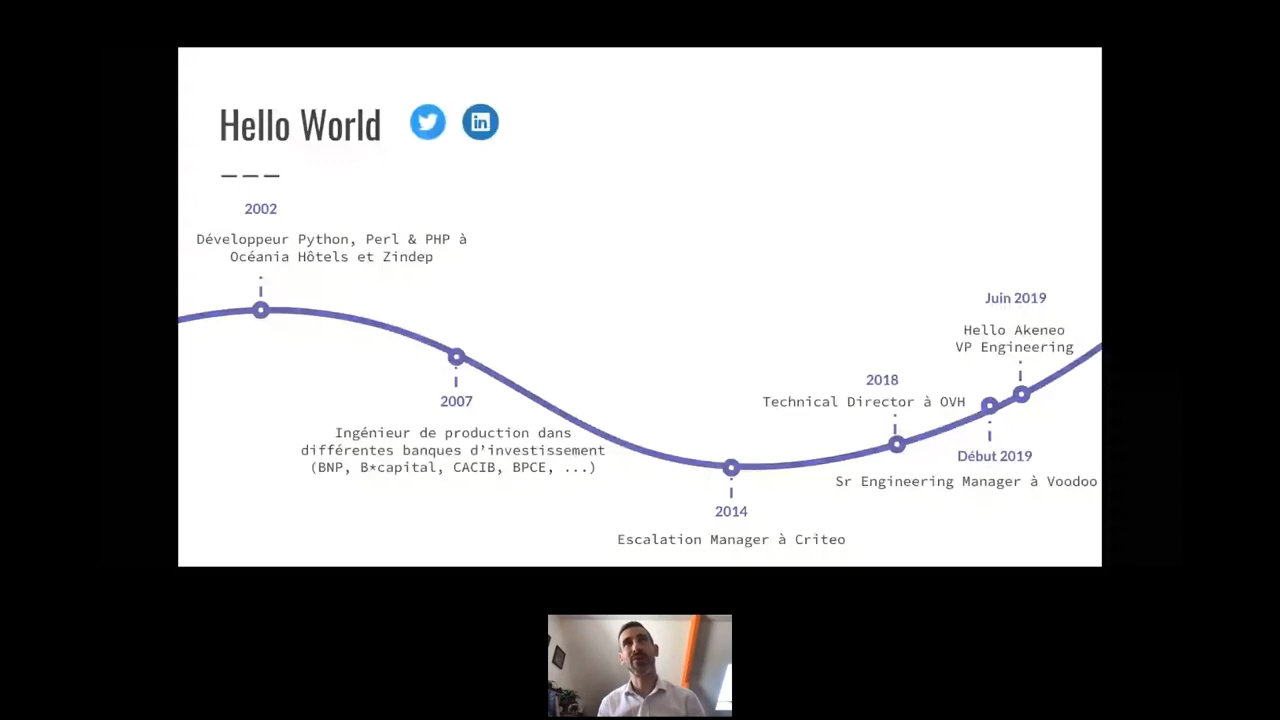 Hello World
2002
Développeur Python, Perl & PHP à
Océania Hôtels et Zindep
2007
Ingénieur de production dans
différentes banques d'investissement
(BNP, B*capital, CACIB, BPCE, ...)
2014
Escalation Manager à Criteo
2018
Technical Director à OVH
Début 2019
Sr Engineering Manager à Voodoo
Juin 2019
Hello Akeneo
VP Engineering